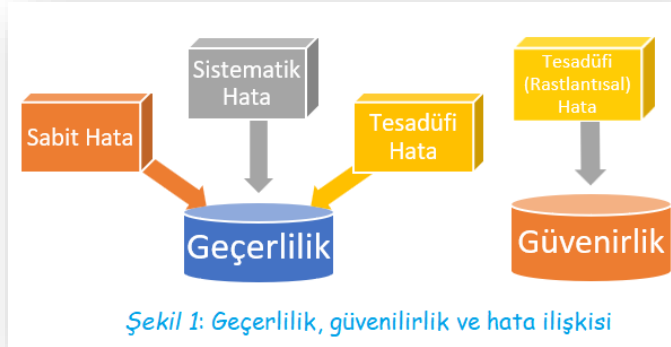 Sabit Hata
Sistematik
Hata
Tesadüfi
Hata
Geçerlilik
Tesadüfi
(Rastlantısal)
Hata
Güvenirlik
Şekil 1: Geçerlilik, güvenilirlik ve hata ilişkisi